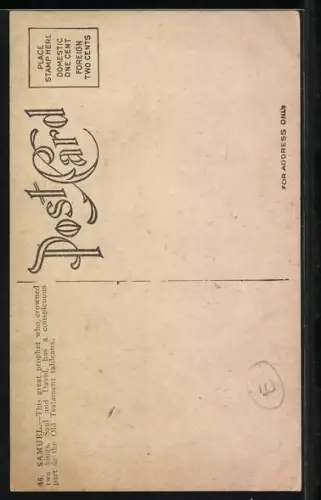 46. SAMUEL.—This great prophet who crowned
two kings, Saul and David, has a conspicuous
part in the Old Testament tableaux.
Post Card
PLACE
STAMP HERE
DOMESTIC
ONE CENT
FOREIGN
TWO CENTS
FOR ADDRESS ONLY
E